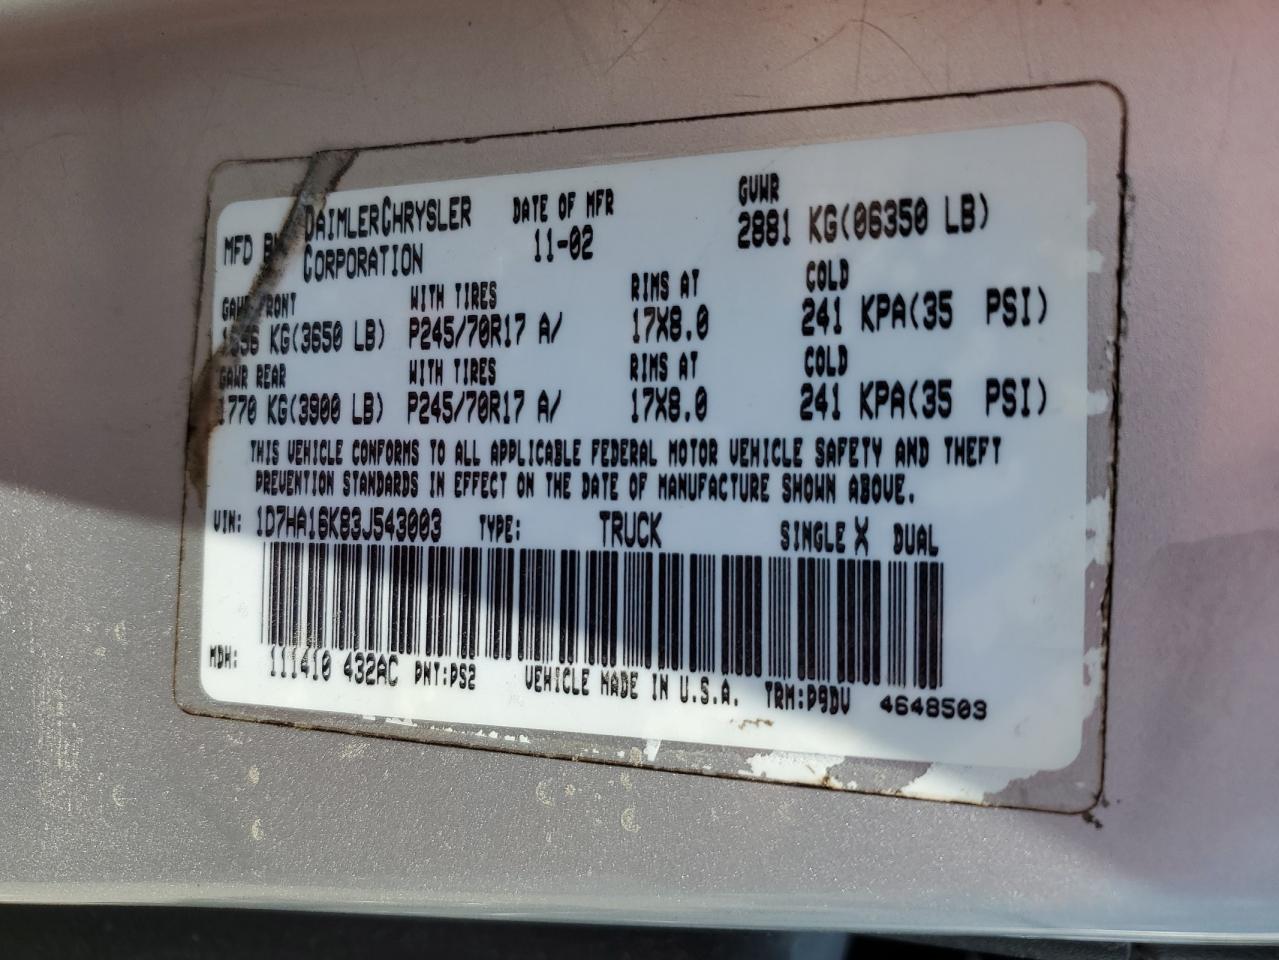 MFD BY DAIMLERCHRYSLER CORPORATION
DATE OF MFR
11-02
GVWR
2881 KG(06350 LB)
GAWR FRONT WITH TIRES RIMS AT COLD
1656 KG(3650 LB) P245/70R17 A/ 17X8.0 241 KPA(35 PSI)
GAWR REAR WITH TIRES RIMS AT COLD
1770 KG(3900 LB) P245/70R17 A/ 17X8.0 241 KPA(35 PSI)
THIS VEHICLE CONFORMS TO ALL APPLICABLE FEDERAL MOTOR VEHICLE SAFETY AND THEFT
PREVENTION STANDARDS IN EFFECT ON THE DATE OF MANUFACTURE SHOWN ABOVE.
VIN: 1D7HA16K83J543003 TYPE: TRUCK SINGLE X DUAL
MDH: 111410 432AC PNT:PS2 VEHICLE MADE IN U.S.A. TRM:D9DV 4648503